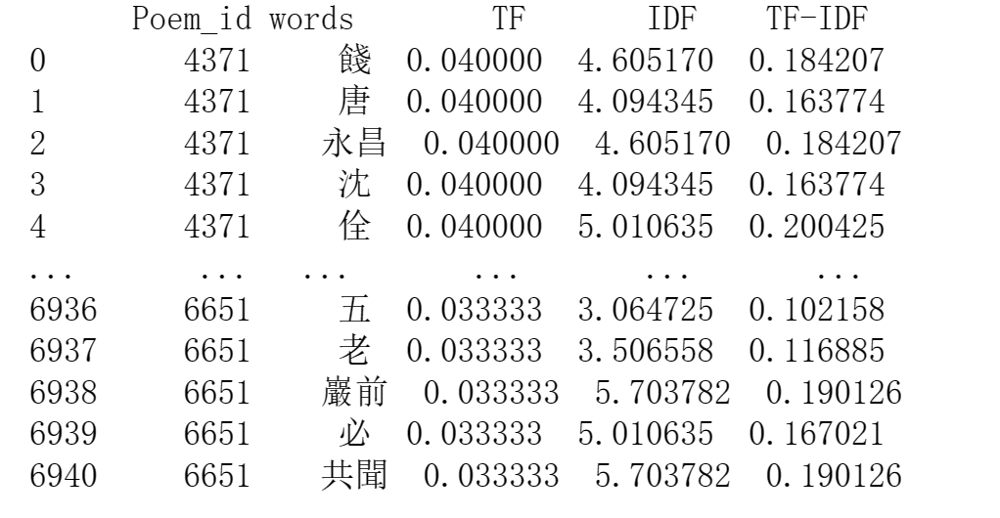 Poem_id words TF IDF TF-IDF
0 4371 餞 0.040000 4.605170 0.184207
1 4371 唐 0.040000 4.094345 0.163774
2 4371 永昌 0.040000 4.605170 0.184207
3 4371 沈 0.040000 4.094345 0.163774
4 4371 佺 0.040000 5.010635 0.200425
... ... ... ... ... ...
6936 6651 五 0.033333 3.064725 0.102158
6937 6651 老 0.033333 3.506558 0.116885
6938 6651 巖前 0.033333 5.703782 0.190126
6939 6651 必 0.033333 5.010635 0.167021
6940 6651 共聞 0.033333 5.703782 0.190126